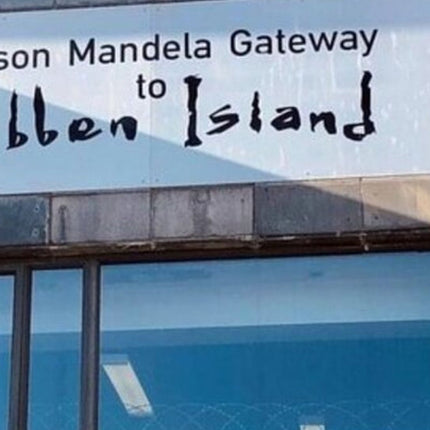 son Mandela Gateway
to
bben Island